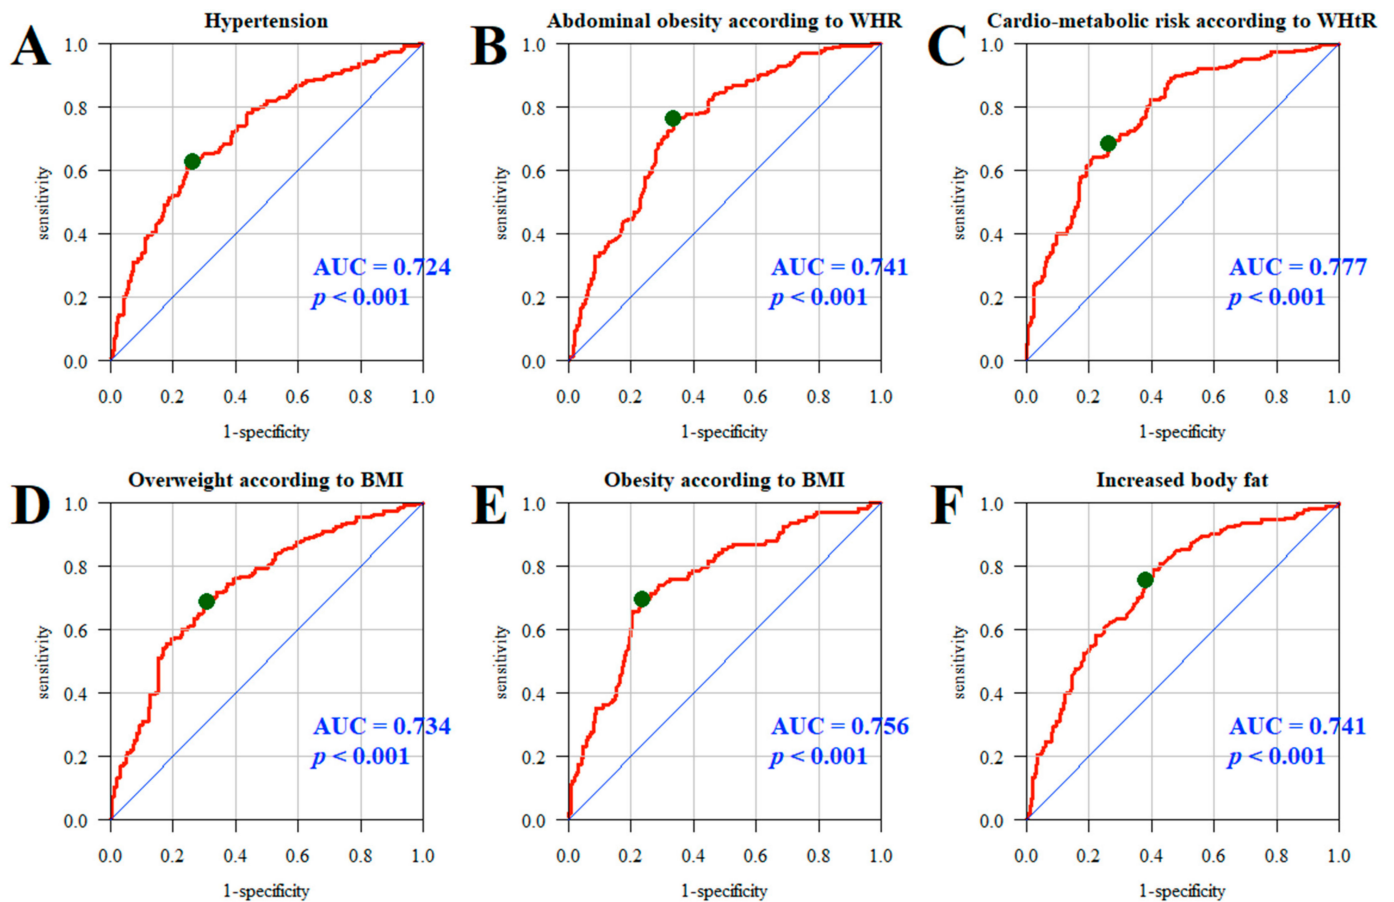 A
Hypertension
1.0
0.8
0.6
0.4
0.2
0.0
sensitivity
AUC = 0.724
p < 0.001
0.0 0.2 0.4 0.6 0.8 1.0
1-specificity
B
Abdominal obesity according to WHR
1.0
0.8
0.6
0.4
0.2
0.0
sensitivity
AUC = 0.741
p < 0.001
0.0 0.2 0.4 0.6 0.8 1.0
1-specificity
C
Cardio-metabolic risk according to WHtR
1.0
0.8
0.6
0.4
0.2
0.0
sensitivity
AUC = 0.777
p < 0.001
0.0 0.2 0.4 0.6 0.8 1.0
1-specificity
D
Overweight according to BMI
1.0
0.8
0.6
0.4
0.2
0.0
sensitivity
AUC = 0.734
p < 0.001
0.0 0.2 0.4 0.6 0.8 1.0
1-specificity
E
Obesity according to BMI
1.0
0.8
0.6
0.4
0.2
0.0
sensitivity
AUC = 0.756
p < 0.001
0.0 0.2 0.4 0.6 0.8 1.0
1-specificity
F
Increased body fat
1.0
0.8
0.6
0.4
0.2
0.0
sensitivity
AUC = 0.741
p < 0.001
0.0 0.2 0.4 0.6 0.8 1.0
1-specificity